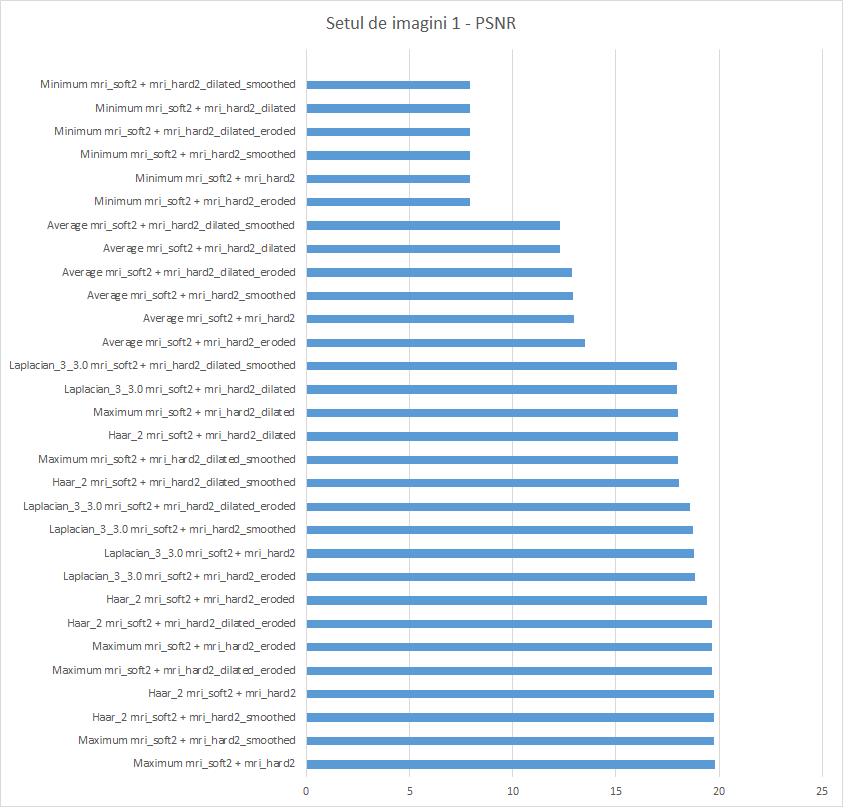 Setul de imagini 1 - PSNR
Minimum mri_soft2 + mri_hard2_dilated_smoothed
Minimum mri_soft2 + mri_hard2_dilated
Minimum mri_soft2 + mri_hard2_dilated_eroded
Minimum mri_soft2 + mri_hard2_smoothed
Minimum mri_soft2 + mri_hard2
Minimum mri_soft2 + mri_hard2_eroded
Average mri_soft2 + mri_hard2_dilated_smoothed
Average mri_soft2 + mri_hard2_dilated
Average mri_soft2 + mri_hard2_dilated_eroded
Average mri_soft2 + mri_hard2_smoothed
Average mri_soft2 + mri_hard2
Average mri_soft2 + mri_hard2_eroded
Laplacian_3_3.0 mri_soft2 + mri_hard2_dilated_smoothed
Laplacian_3_3.0 mri_soft2 + mri_hard2_dilated
Maximum mri_soft2 + mri_hard2_dilated
Haar_2 mri_soft2 + mri_hard2_dilated
Maximum mri_soft2 + mri_hard2_dilated_smoothed
Haar_2 mri_soft2 + mri_hard2_dilated_smoothed
Laplacian_3_3.0 mri_soft2 + mri_hard2_dilated_eroded
Laplacian_3_3.0 mri_soft2 + mri_hard2_smoothed
Laplacian_3_3.0 mri_soft2 + mri_hard2
Laplacian_3_3.0 mri_soft2 + mri_hard2_eroded
Haar_2 mri_soft2 + mri_hard2_eroded
Haar_2 mri_soft2 + mri_hard2_dilated_eroded
Maximum mri_soft2 + mri_hard2_eroded
Maximum mri_soft2 + mri_hard2_dilated_eroded
Haar_2 mri_soft2 + mri_hard2
Haar_2 mri_soft2 + mri_hard2_smoothed
Maximum mri_soft2 + mri_hard2_smoothed
Maximum mri_soft2 + mri_hard2
0 5 10 15 20 25